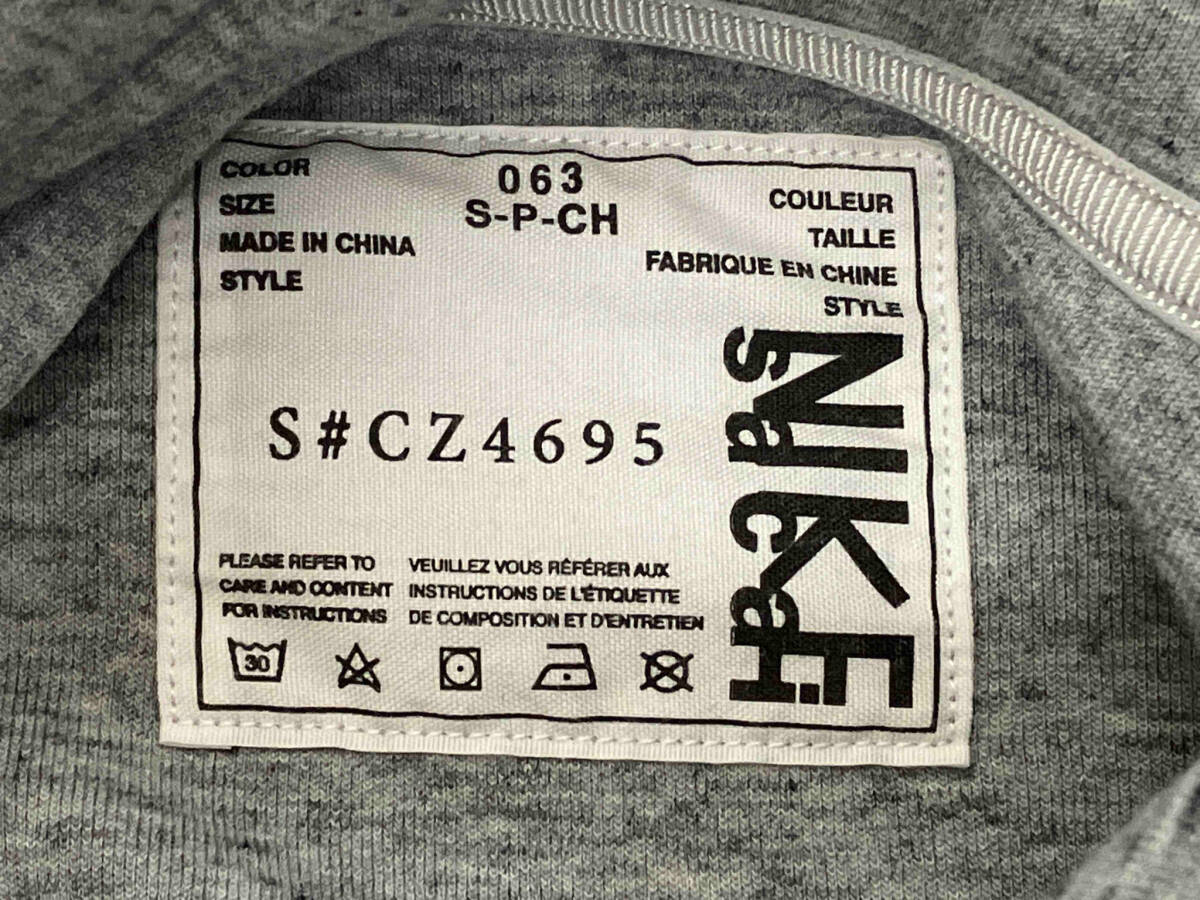 COLOR
063
SIZE
S-P-CH
MADE IN CHINA
STYLE
COULEUR
TAILLE
FABRIQUE EN CHINE
STYLE
S#CZ4695
NIKE
sacai
PLEASE REFER TO
CARE AND CONTENT
FOR INSTRUCTIONS
VEUILLEZ VOUS RÉFÉRER AUX
INSTRUCTIONS DE L'ÉTIQUETTE
DE COMPOSITION ET D'ENTRETIEN
30